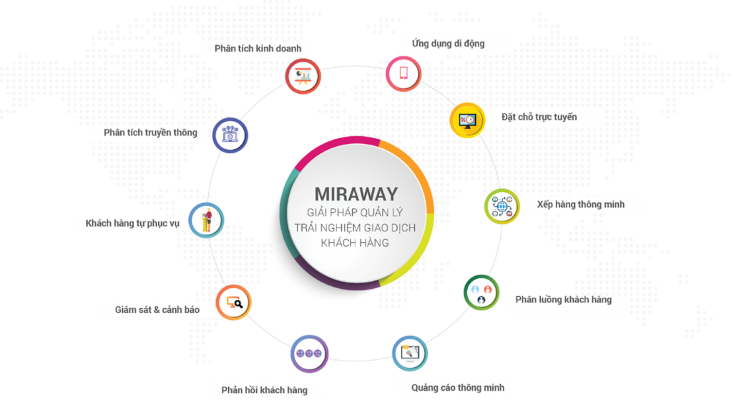 Phân tích kinh doanh
Ứng dụng di động
Đặt chỗ trực tuyến
Phân tích truyền thông
Xếp hàng thông minh
MIRAWAY
GIẢI PHÁP QUẢN LÝ
TRẢI NGHIỆM GIAO DỊCH
KHÁCH HÀNG
Khách hàng tự phục vụ
Phân luồng khách hàng
Giám sát & cảnh báo
Quảng cáo thông minh
Phản hồi khách hàng